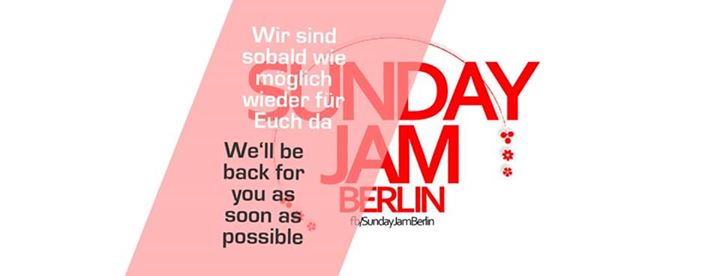 Wir sind
sobald wie
möglich
wieder für
Euch da
We'll be
back for
you as
soon as
possible
SUNDAY
JAM
BERLIN
fb/SundayJamBerlin